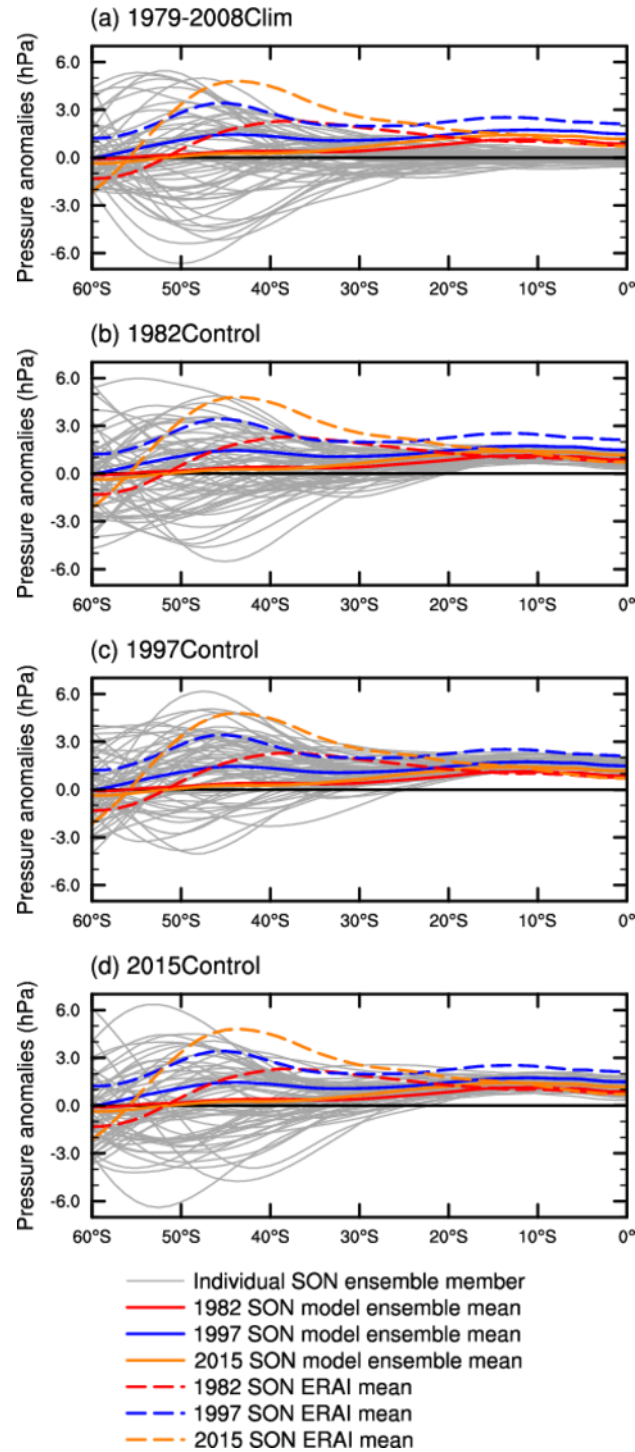 (a) 1979-2008Clim
Pressure anomalies (hPa)
6.0
3.0
0.0
-3.0
-6.0
60°S 50°S 40°S 30°S 20°S 10°S 0°
(b) 1982Control
Pressure anomalies (hPa)
6.0
3.0
0.0
-3.0
-6.0
60°S 50°S 40°S 30°S 20°S 10°S 0°
(c) 1997Control
Pressure anomalies (hPa)
6.0
3.0
0.0
-3.0
-6.0
60°S 50°S 40°S 30°S 20°S 10°S 0°
(d) 2015Control
Pressure anomalies (hPa)
6.0
3.0
0.0
-3.0
-6.0
60°S 50°S 40°S 30°S 20°S 10°S 0°
Individual SON ensemble member
1982 SON model ensemble mean
1997 SON model ensemble mean
2015 SON model ensemble mean
1982 SON ERAI mean
1997 SON ERAI mean
2015 SON ERAI mean